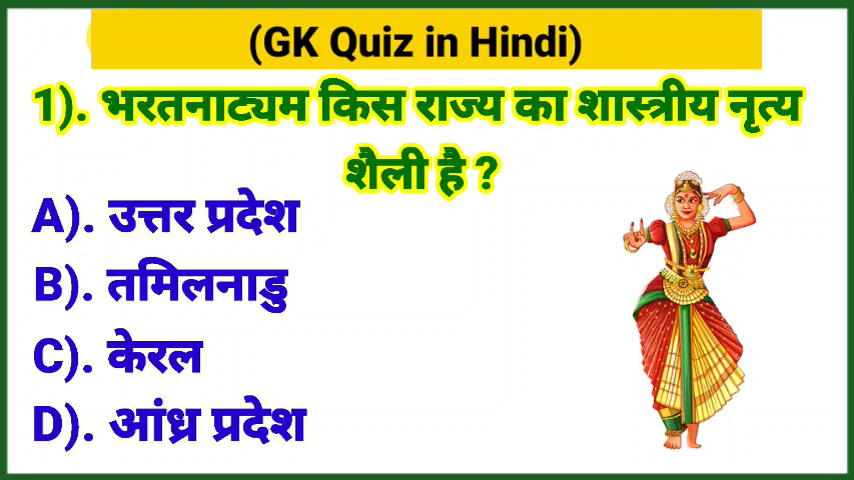 (GK Quiz in Hindi)
1). भरतनाट्यम किस राज्य का शास्त्रीय नृत्य
शैली है ?
A). उत्तर प्रदेश
B). तमिलनाडु
C). केरल
D). आंध्र प्रदेश